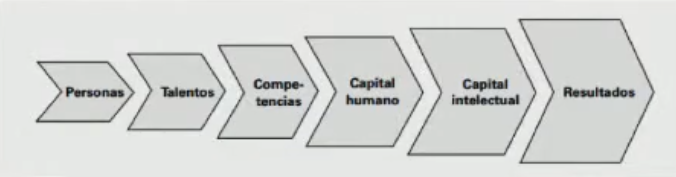 Personas
Talentos
Compe-
tencias
Capital
humano
Capital
intelectual
Resultados